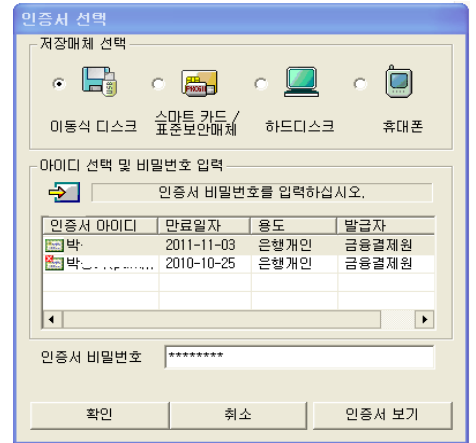 인증서 선택
저장매체 선택
이동식 디스크
스마트 카드/
표준보안매체
하드디스크
휴대폰
아이디 선택 및 비밀번호 입력
인증서 비밀번호를 입력하십시오.
인증서 아이디 만료일자 용도 발급자
박 2011-11-03 은행개인 금융결제원
박 2010-10-25 은행개인 금융결제원
인증서 비밀번호 ********
확인 취소 인증서 보기